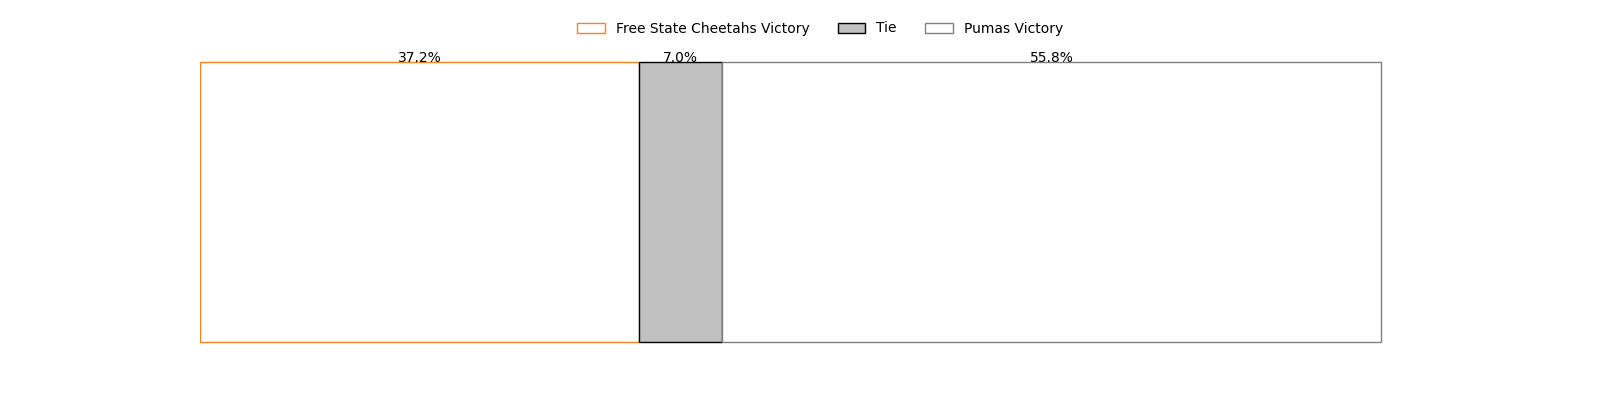 Free State Cheetahs Victory Tie Pumas Victory
37.2% 7.0% 55.8%